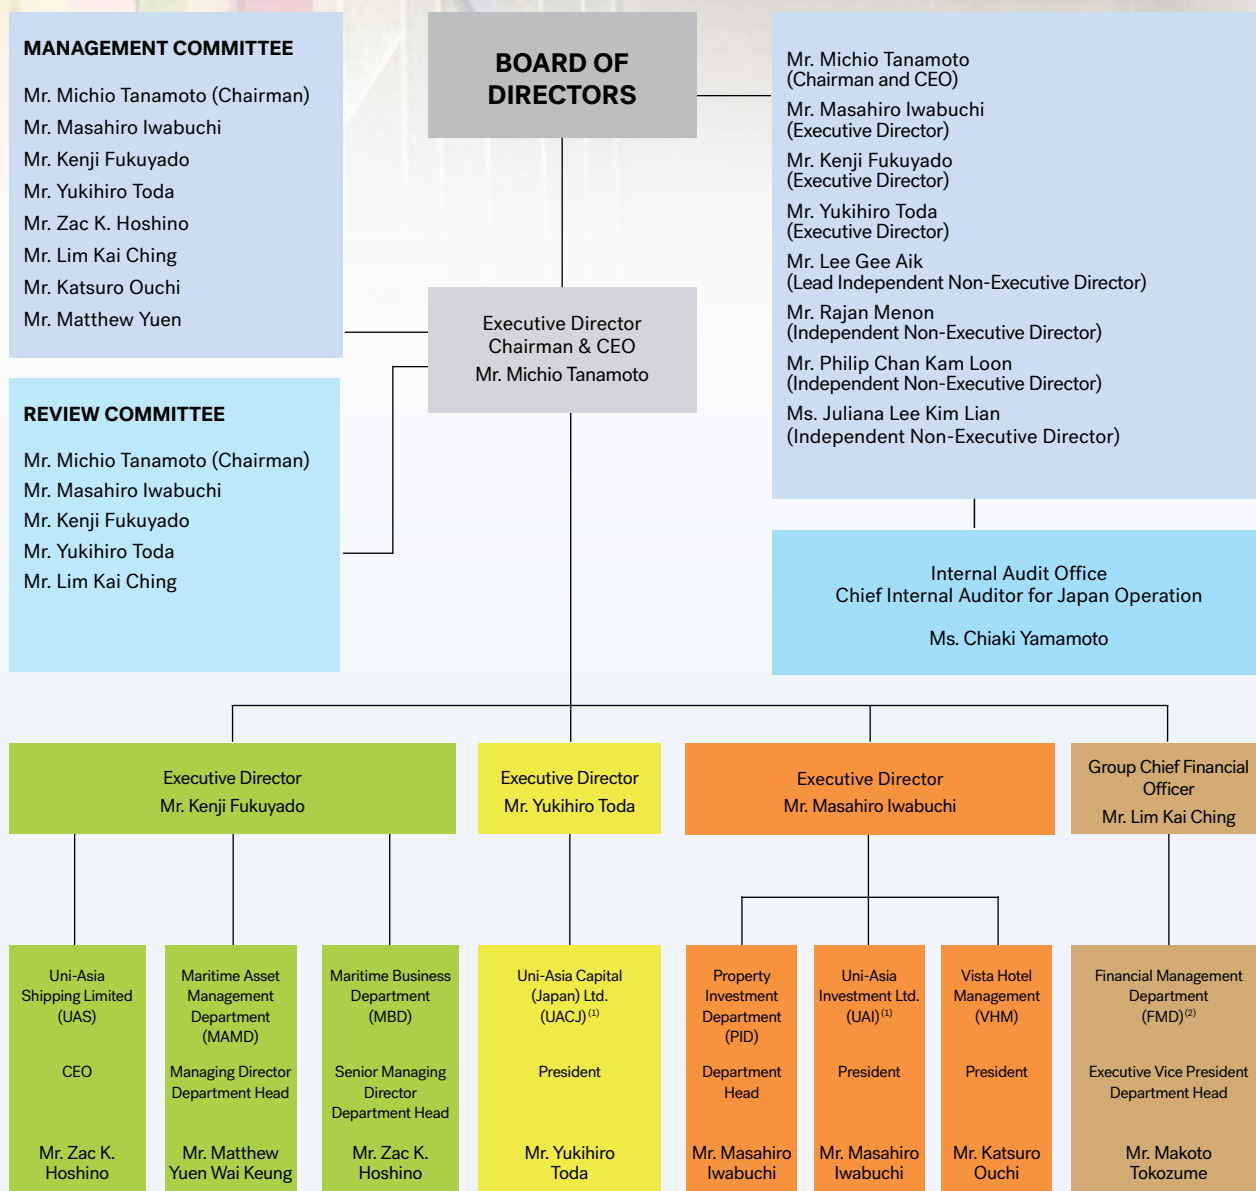 MANAGEMENT COMMITTEE
Mr. Michio Tanamoto (Chairman)
Mr. Masahiro Iwabuchi
Mr. Kenji Fukuyado
Mr. Yukihiro Toda
Mr. Zac K. Hoshino
Mr. Lim Kai Ching
Mr. Katsuro Ouchi
Mr. Matthew Yuen
REVIEW COMMITTEE
Mr. Michio Tanamoto (Chairman)
Mr. Masahiro Iwabuchi
Mr. Kenji Fukuyado
Mr. Yukihiro Toda
Mr. Lim Kai Ching
BOARD OF
DIRECTORS
Executive Director
Chairman & CEO
Mr. Michio Tanamoto
Mr. Michio Tanamoto
(Chairman and CEO)
Mr. Masahiro Iwabuchi
(Executive Director)
Mr. Kenji Fukuyado
(Executive Director)
Mr. Yukihiro Toda
(Executive Director)
Mr. Lee Gee Aik
(Lead Independent Non-Executive Director)
Mr. Rajan Menon
(Independent Non-Executive Director)
Mr. Philip Chan Kam Loon
(Independent Non-Executive Director)
Ms. Juliana Lee Kim Lian
(Independent Non-Executive Director)
Internal Audit Office
Chief Internal Auditor for Japan Operation
Ms. Chiaki Yamamoto
Executive Director
Mr. Kenji Fukuyado
Executive Director
Mr. Yukihiro Toda
Executive Director
Mr. Masahiro Iwabuchi
Group Chief Financial
Officer
Mr. Lim Kai Ching
Uni-Asia
Shipping Limited
(UAS)
CEO
Mr. Zac K.
Hoshino
Maritime Asset
Management
Department
(MAMD)
Managing Director
Department Head
Mr. Matthew
Yuen Wai Keung
Maritime Business
Department
(MBD)
Senior Managing
Director
Department Head
Mr. Zac K.
Hoshino
Uni-Asia Capital
(Japan) Ltd.
(UACJ)(1)
President
Mr. Yukihiro
Toda
Property
Investment
Department
(PID)
Department
Head
Mr. Masahiro
Iwabuchi
Uni-Asia
Investment Ltd.
(UAI)(1)
President
Mr. Masahiro
Iwabuchi
Vista Hotel
Management
(VHM)
President
Mr. Katsuro
Ouchi
Financial Management
Department
(FMD)(2)
Executive Vice President
Department Head
Mr. Makoto
Tokozume